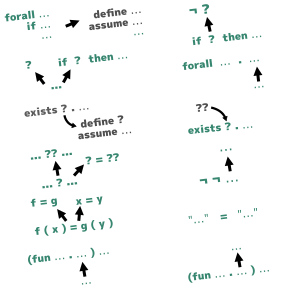 forall ...
if ...
...
define ...
assume ...
...
?
if ? then ...
...
exists ? . ...
define ?
assume ...
... ?? ...
? = ??
... ? ...
f = g
x = y
f ( x ) = g ( y )
(fun ... . ... ) ...
...
¬ ?
if ? then ...
forall ... . ...
...
??
exists ? . ...
...
¬ ¬ ...
"..." = "..."
...
(fun ... . ... ) ...